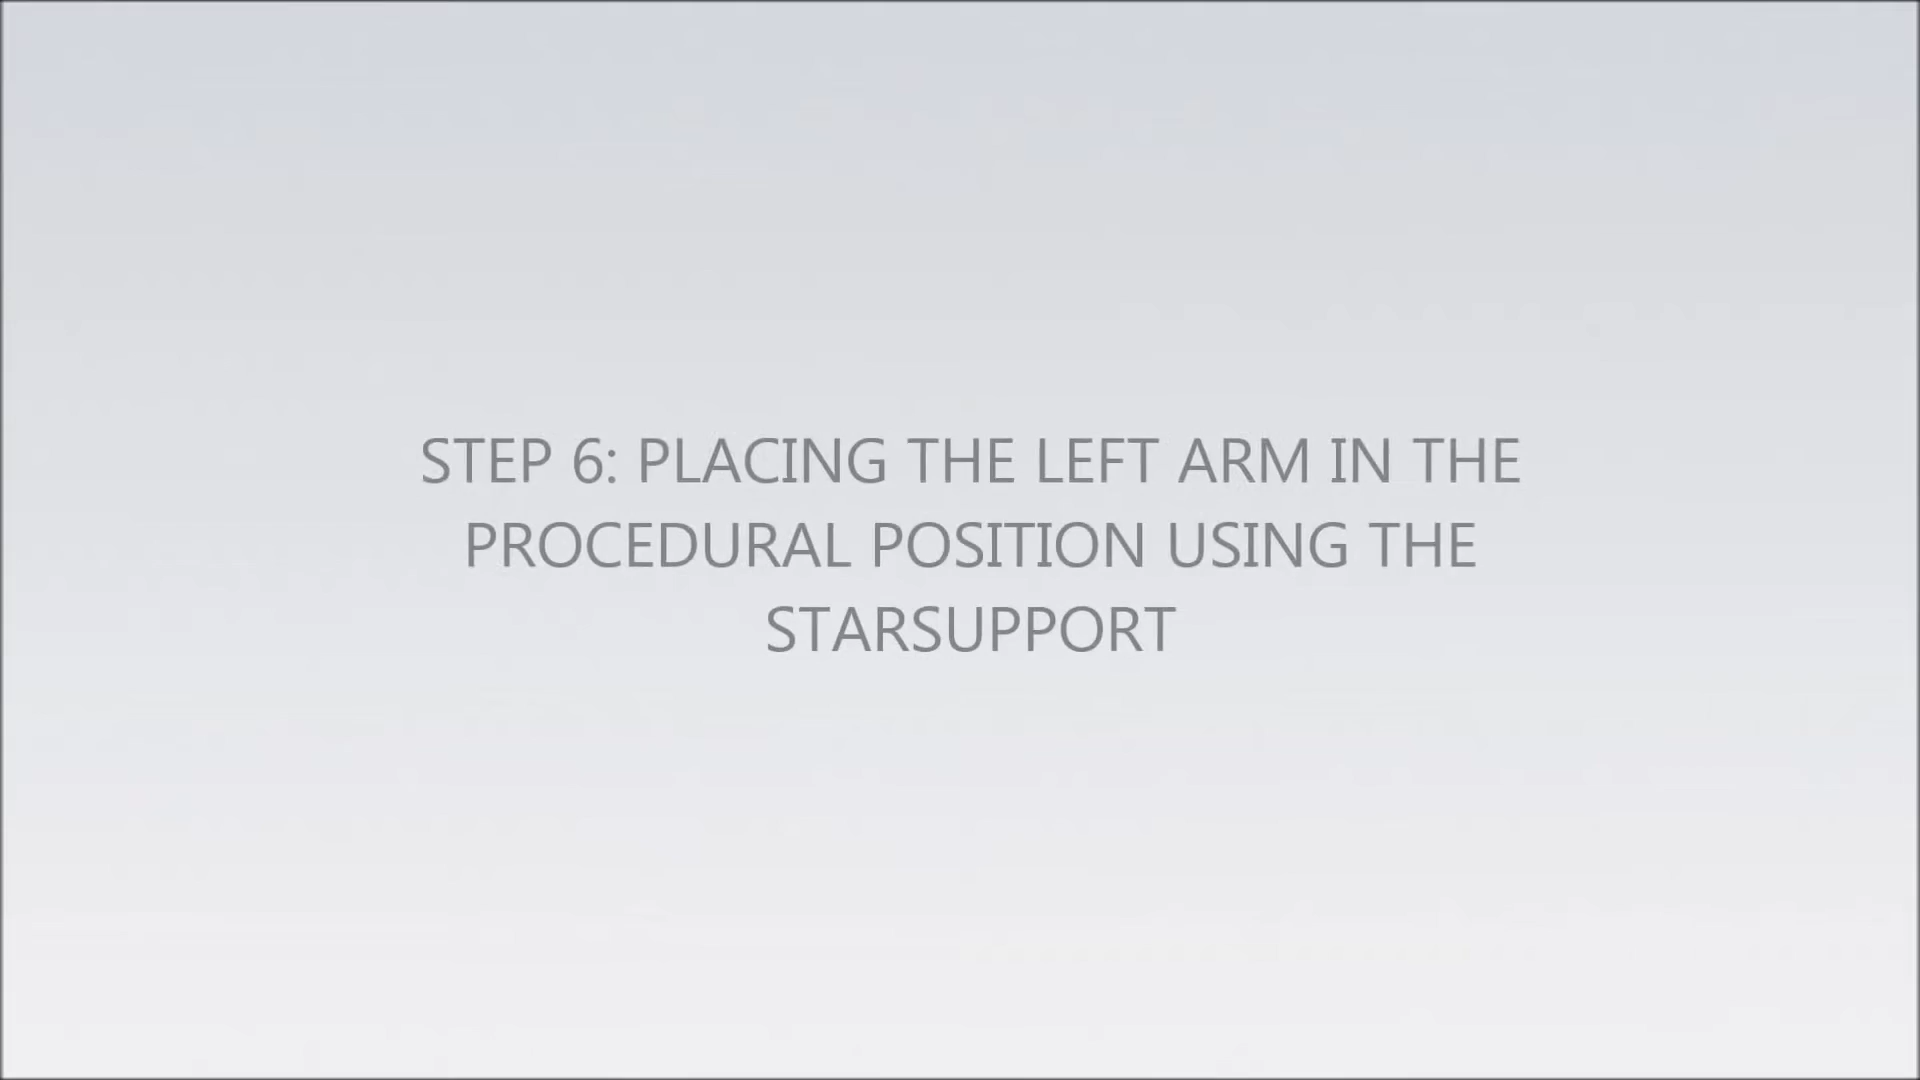 STEP 6: PLACING THE LEFT ARM IN THE
PROCEDURAL POSITION USING THE
STARSUPPORT